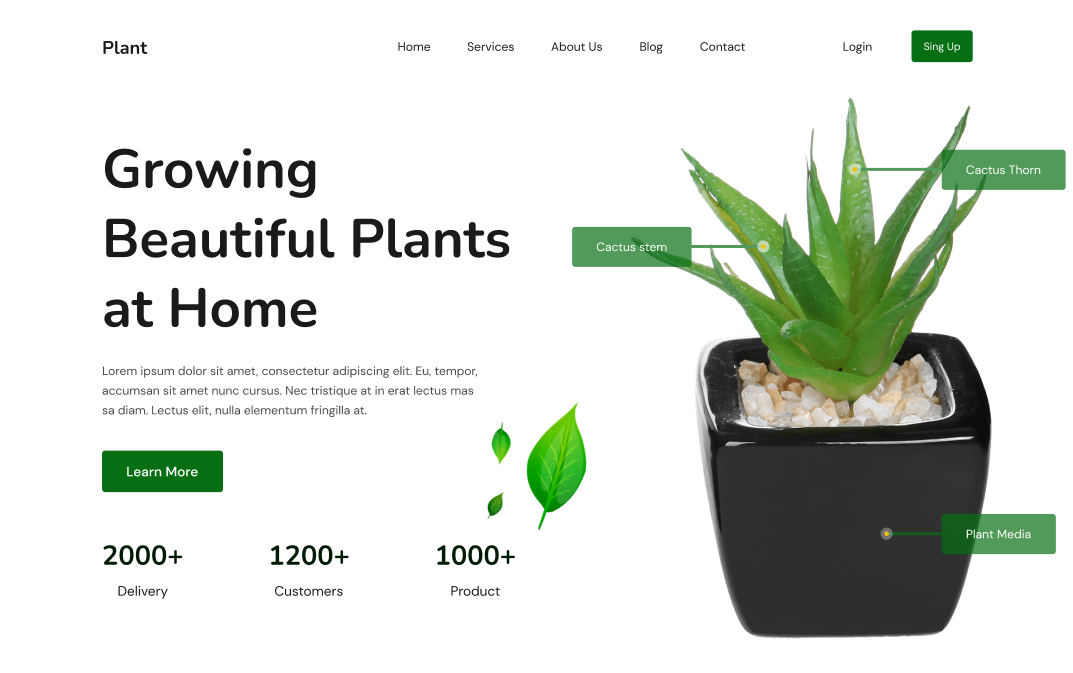 Plant
Home Services About Us Blog Contact Login Sing Up
Growing
Beautiful Plants
at Home
Lorem ipsum dolor sit amet, consectetur adipiscing elit. Eu, tempor,
accumsan sit amet nunc cursus. Nec tristique at in erat lectus mas
sa diam. Lectus elit, nulla elementum fringilla at.
Learn More
2000+ 1200+ 1000+
Delivery Customers Product
Cactus Thorn
Cactus stem
Plant Media